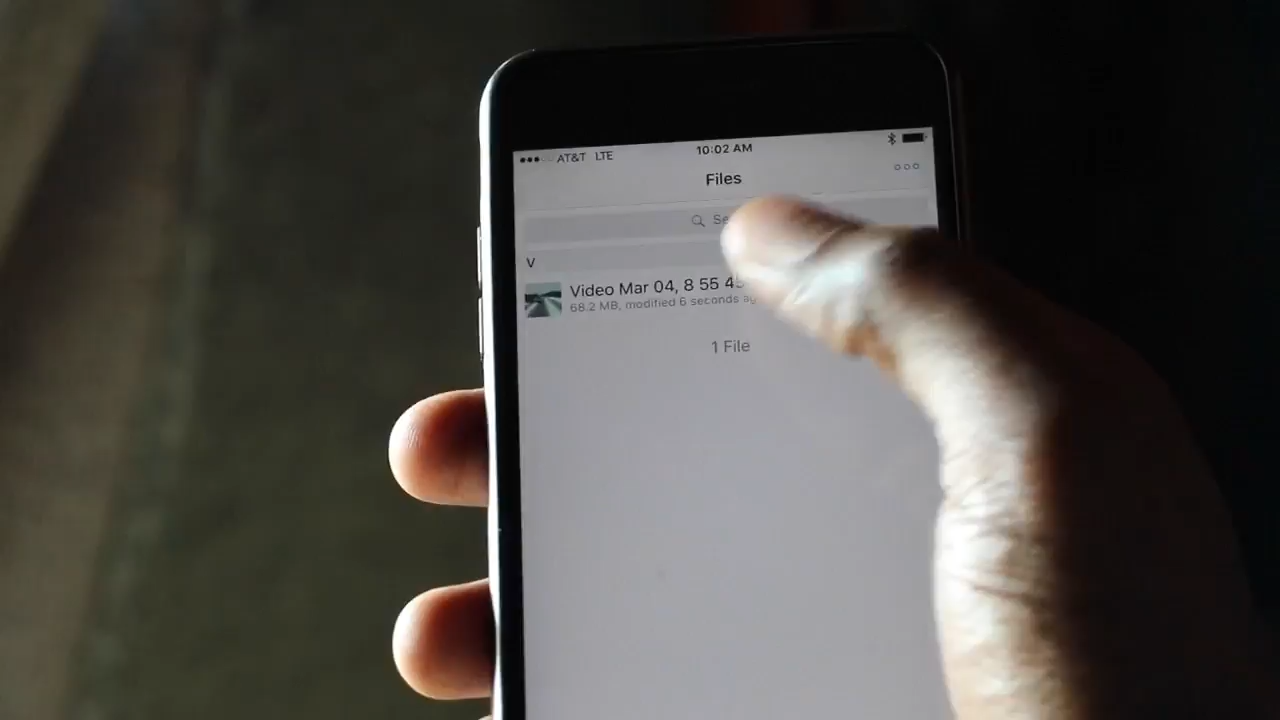 AT&T LTE 10:02 AM
Files
V
Video Mar 04, 8 55 45
68.2 MB, modified 6 seconds
1 File